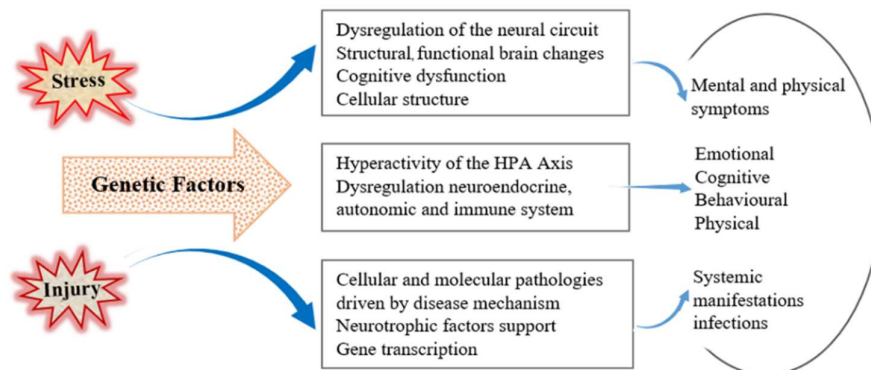 Stress
Dysregulation of the neural circuit
Structural, functional brain changes
Cognitive dysfunction
Cellular structure
Mental and physical
symptoms
Genetic Factors
Hyperactivity of the HPA Axis
Dysregulation neuroendocrine,
autonomic and immune system
Emotional
Cognitive
Behavioural
Physical
Injury
Cellular and molecular pathologies
driven by disease mechanism
Neurotrophic factors support
Gene transcription
Systemic
manifestations
infections